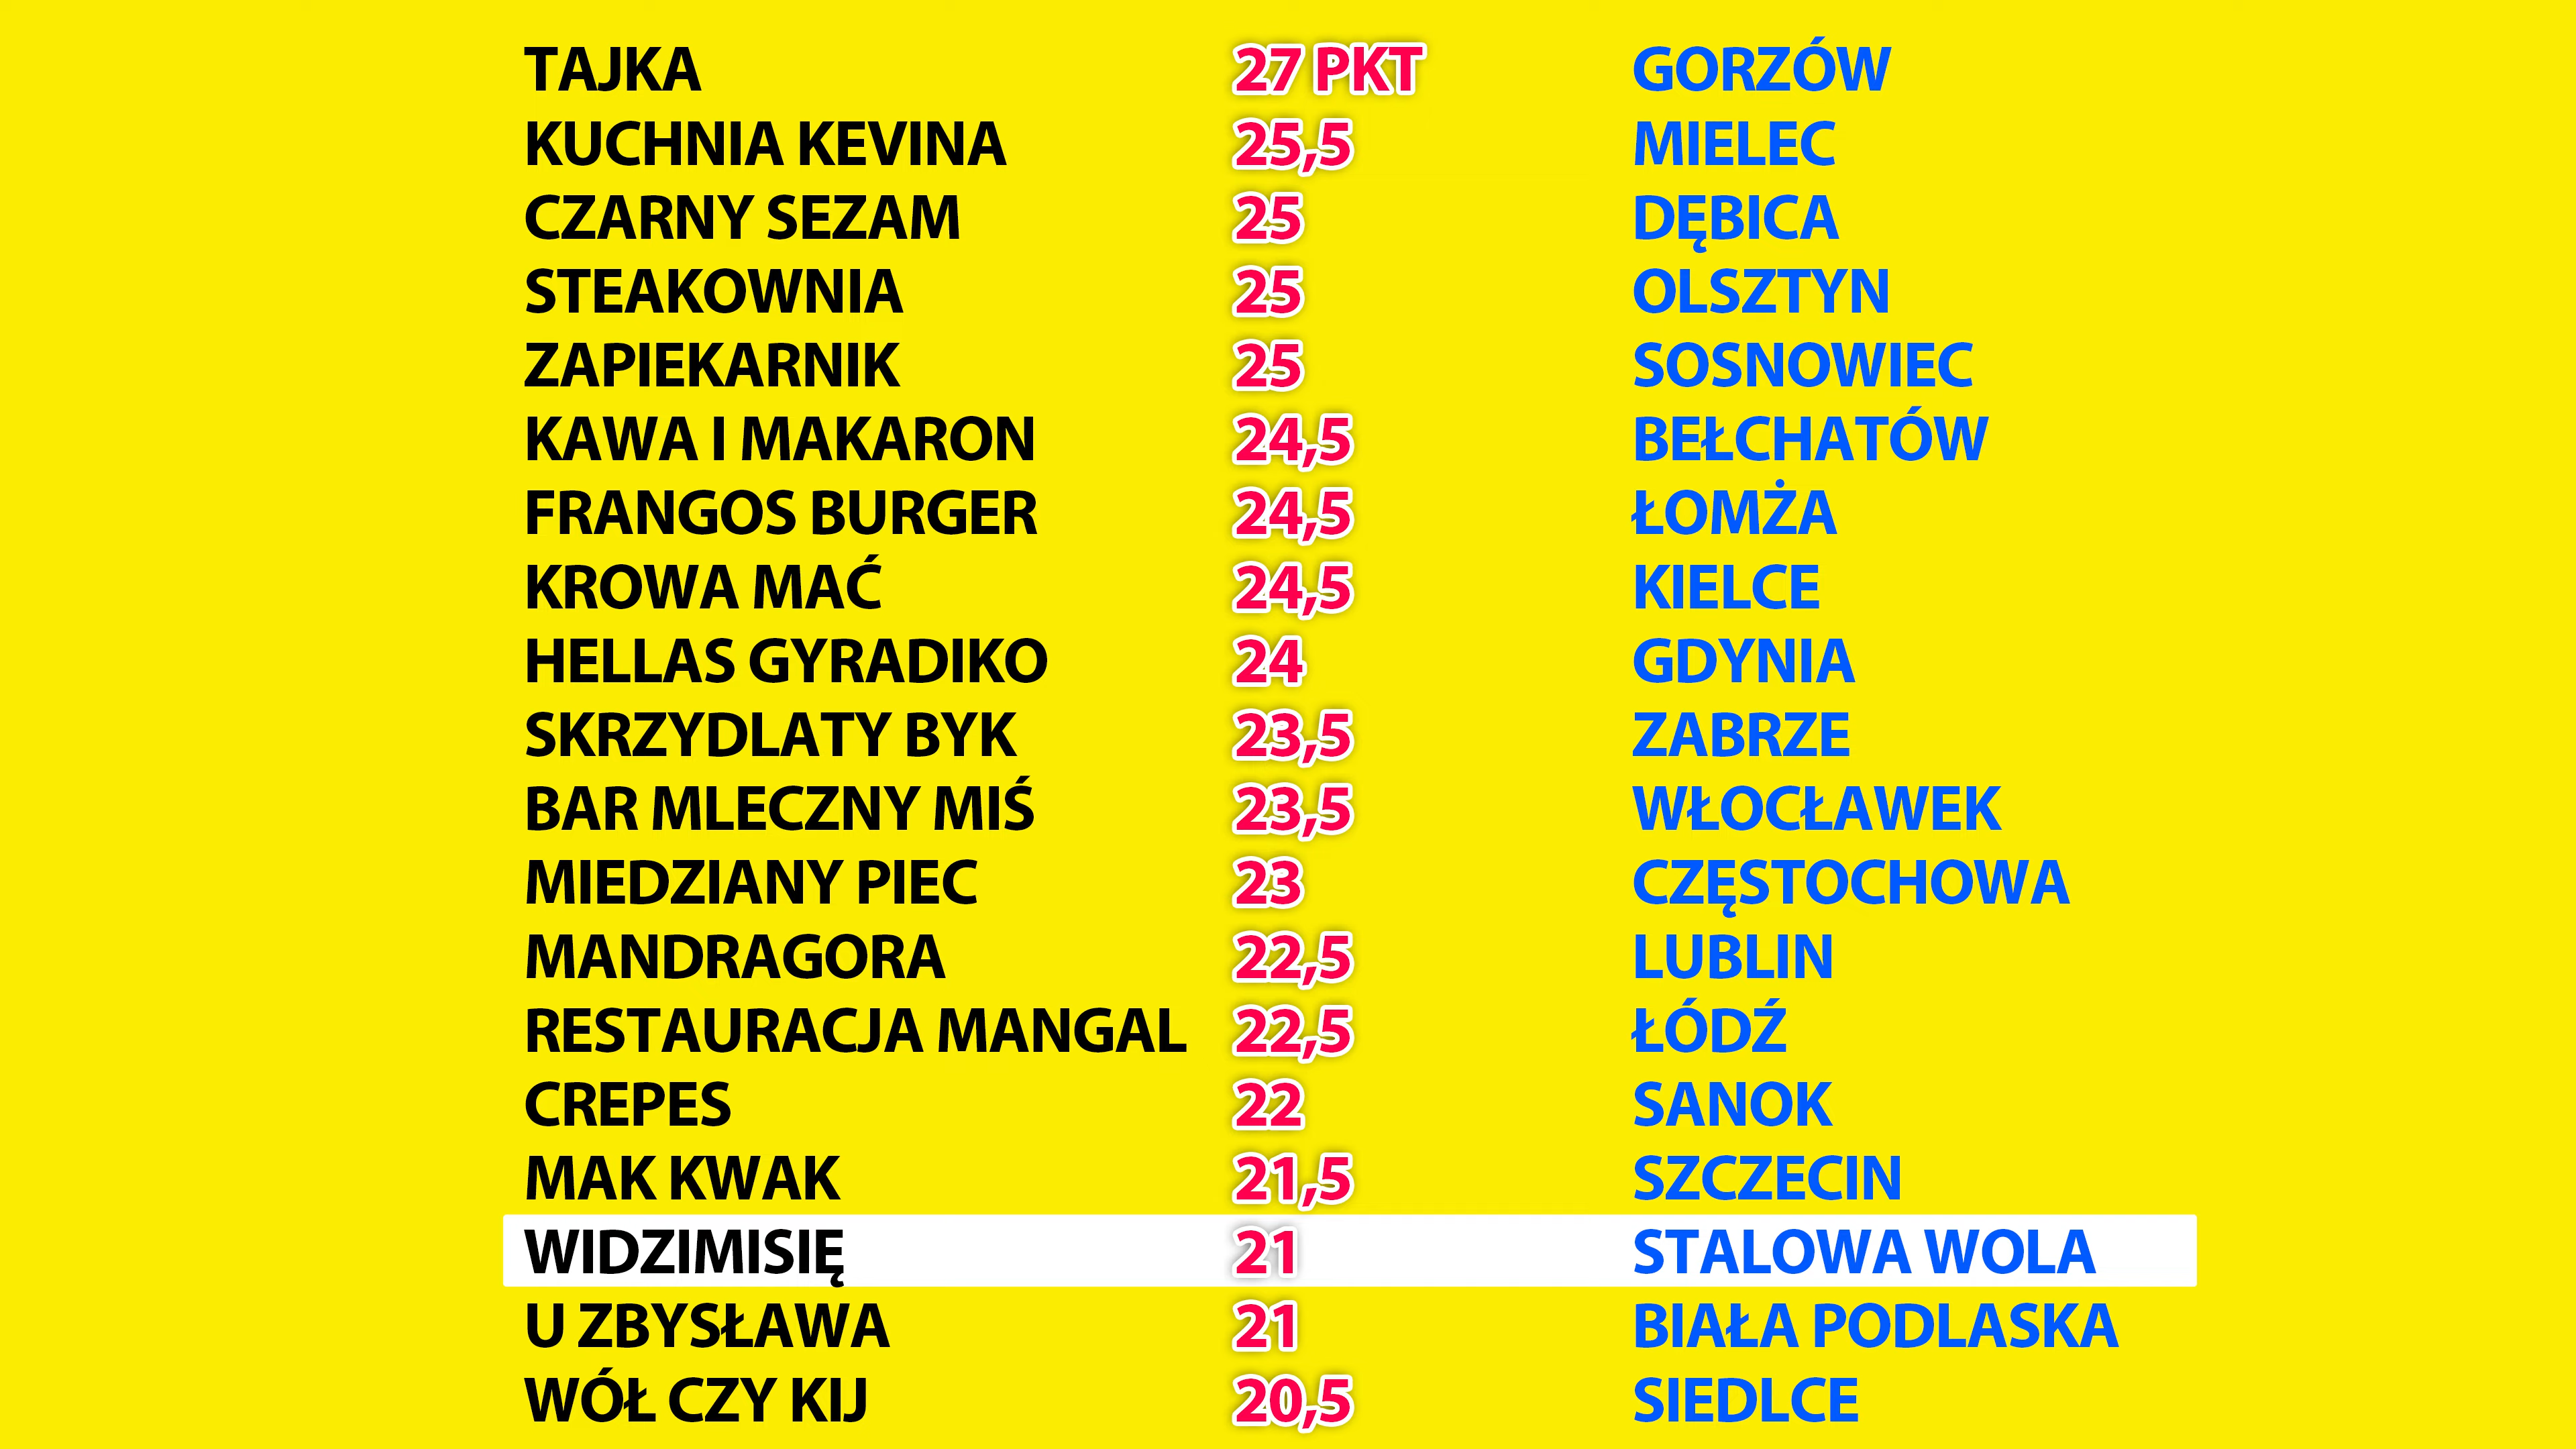 TAJKA 27 PKT GORZÓW
KUCHNIA KEVINA 25,5 MIELEC
CZARNY SEZAM 25 DĘBICA
STEAKOWNIA 25 OLSZTYN
ZAPIEKARNIK 25 SOSNOWIEC
KAWA I MAKARON 24,5 BEŁCHATÓW
FRANGOS BURGER 24,5 ŁOMŻA
KROWA MAĆ 24,5 KIELCE
HELLAS GYRADIKO 24 GDYNIA
SKRZYDLATY BYK 23,5 ZABRZE
BAR MLECZNY MIŚ 23,5 WŁOCŁAWEK
MIEDZIANY PIEC 23 CZĘSTOCHOWA
MANDRAGORA 22,5 LUBLIN
RESTAURACJA MANGAL 22,5 ŁÓDŹ
CREPES 22 SANOK
MAK KWAK 21,5 SZCZECIN
WIDZIMISIĘ 21 STALOWA WOLA
U ZBYSŁAWA 21 BIAŁA PODLASKA
WÓŁ CZY KIJ 20,5 SIEDLCE